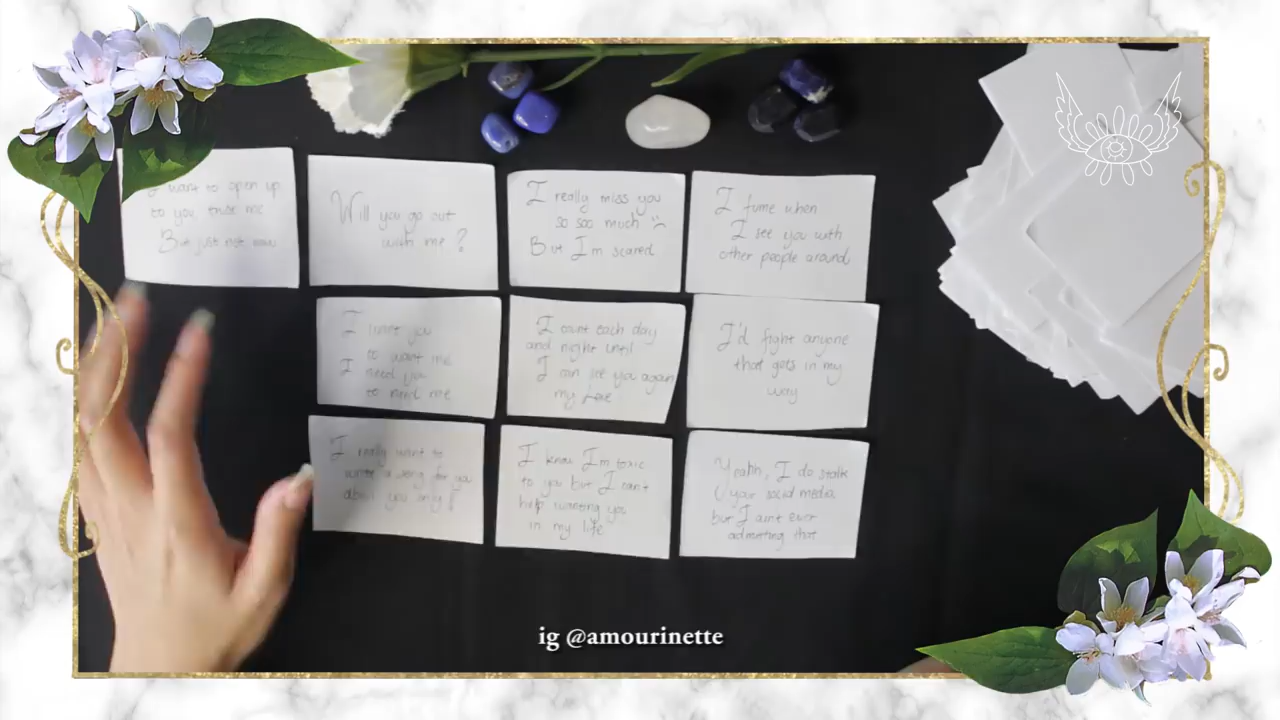 I want to open up
to you, trust me
But just not now
Will you go out
with me?
I really miss you
so soo much :(
But I'm scared
I fume when
I see you with
other people around
I want you
to want me
I need you
to need me
I count each day
and night until
I can see you again
my Love
I'd fight anyone
that gets in my
way
I really want to
write a song for you
about you only!
I know I'm toxic
to you but I can't
help wanting you
in my life
Yeahh, I do stalk
your social media
but I aint ever
admitting that
ig @amourinette